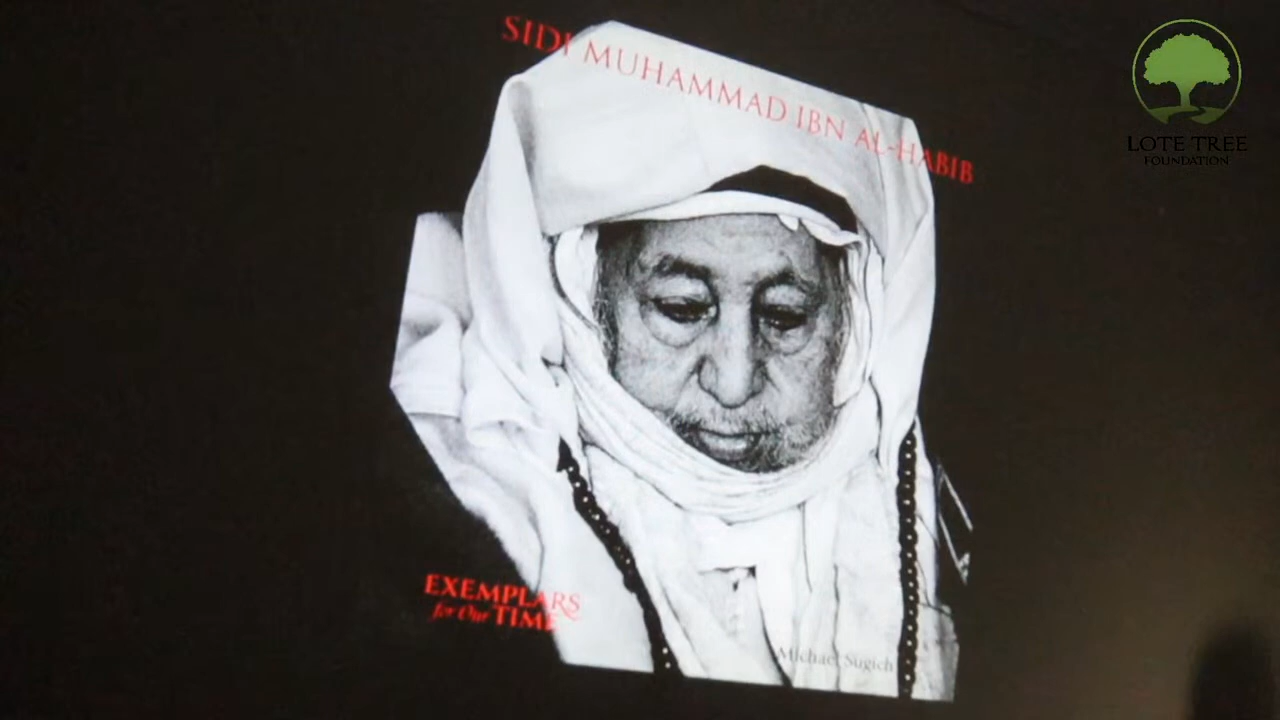 SIDI MUHAMMAD IBN AL-HABIB
LOTE TREE
FOUNDATION
EXEMPLARS
for Our TIME
Michael Sugich